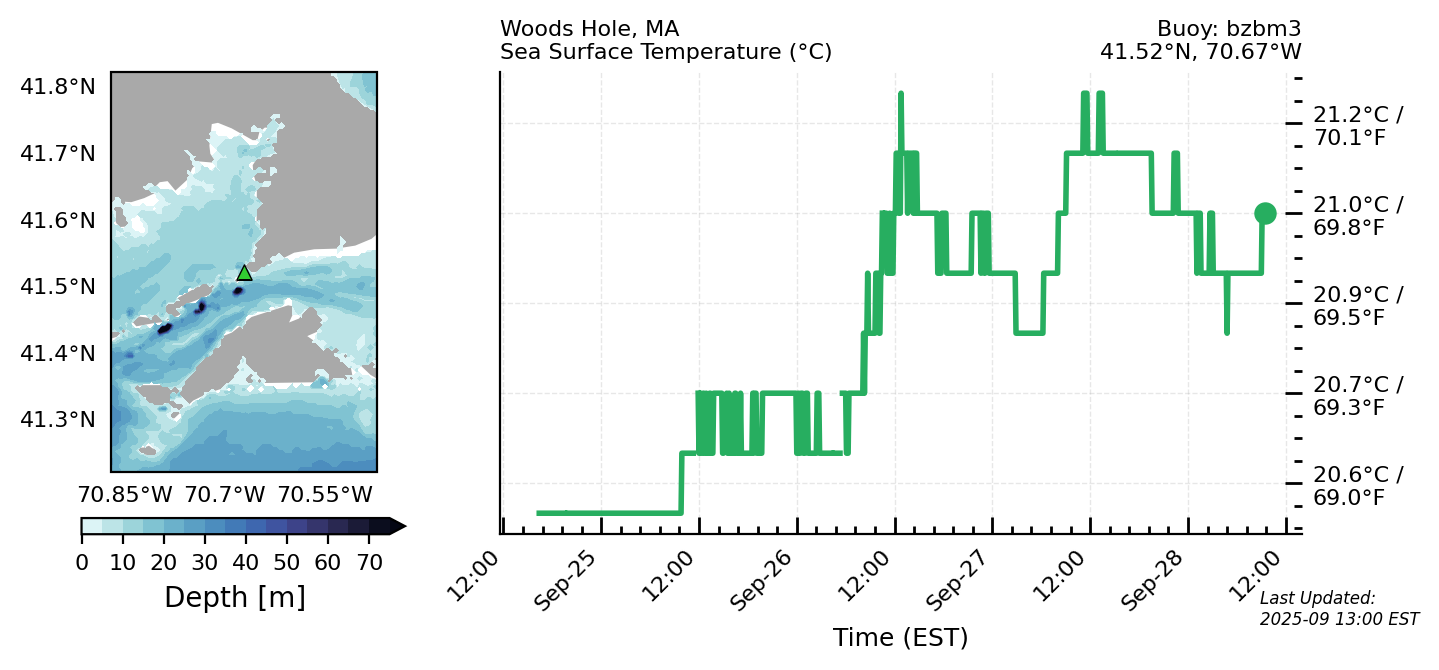 Woods Hole, MA
Sea Surface Temperature (°C)
Buoy: bzbm3
41.52°N, 70.67°W
41.8°N
41.7°N
41.6°N
41.5°N
41.4°N
41.3°N
70.85°W 70.7°W 70.55°W
0 10 20 30 40 50 60 70
Depth [m]
21.2°C /
70.1°F
21.0°C /
69.8°F
20.9°C /
69.5°F
20.7°C /
69.3°F
20.6°C /
69.0°F
12:00 Sep-25 12:00 Sep-26 12:00 Sep-27 12:00 Sep-28 12:00
Time (EST)
Last Updated:
2025-09 13:00 EST